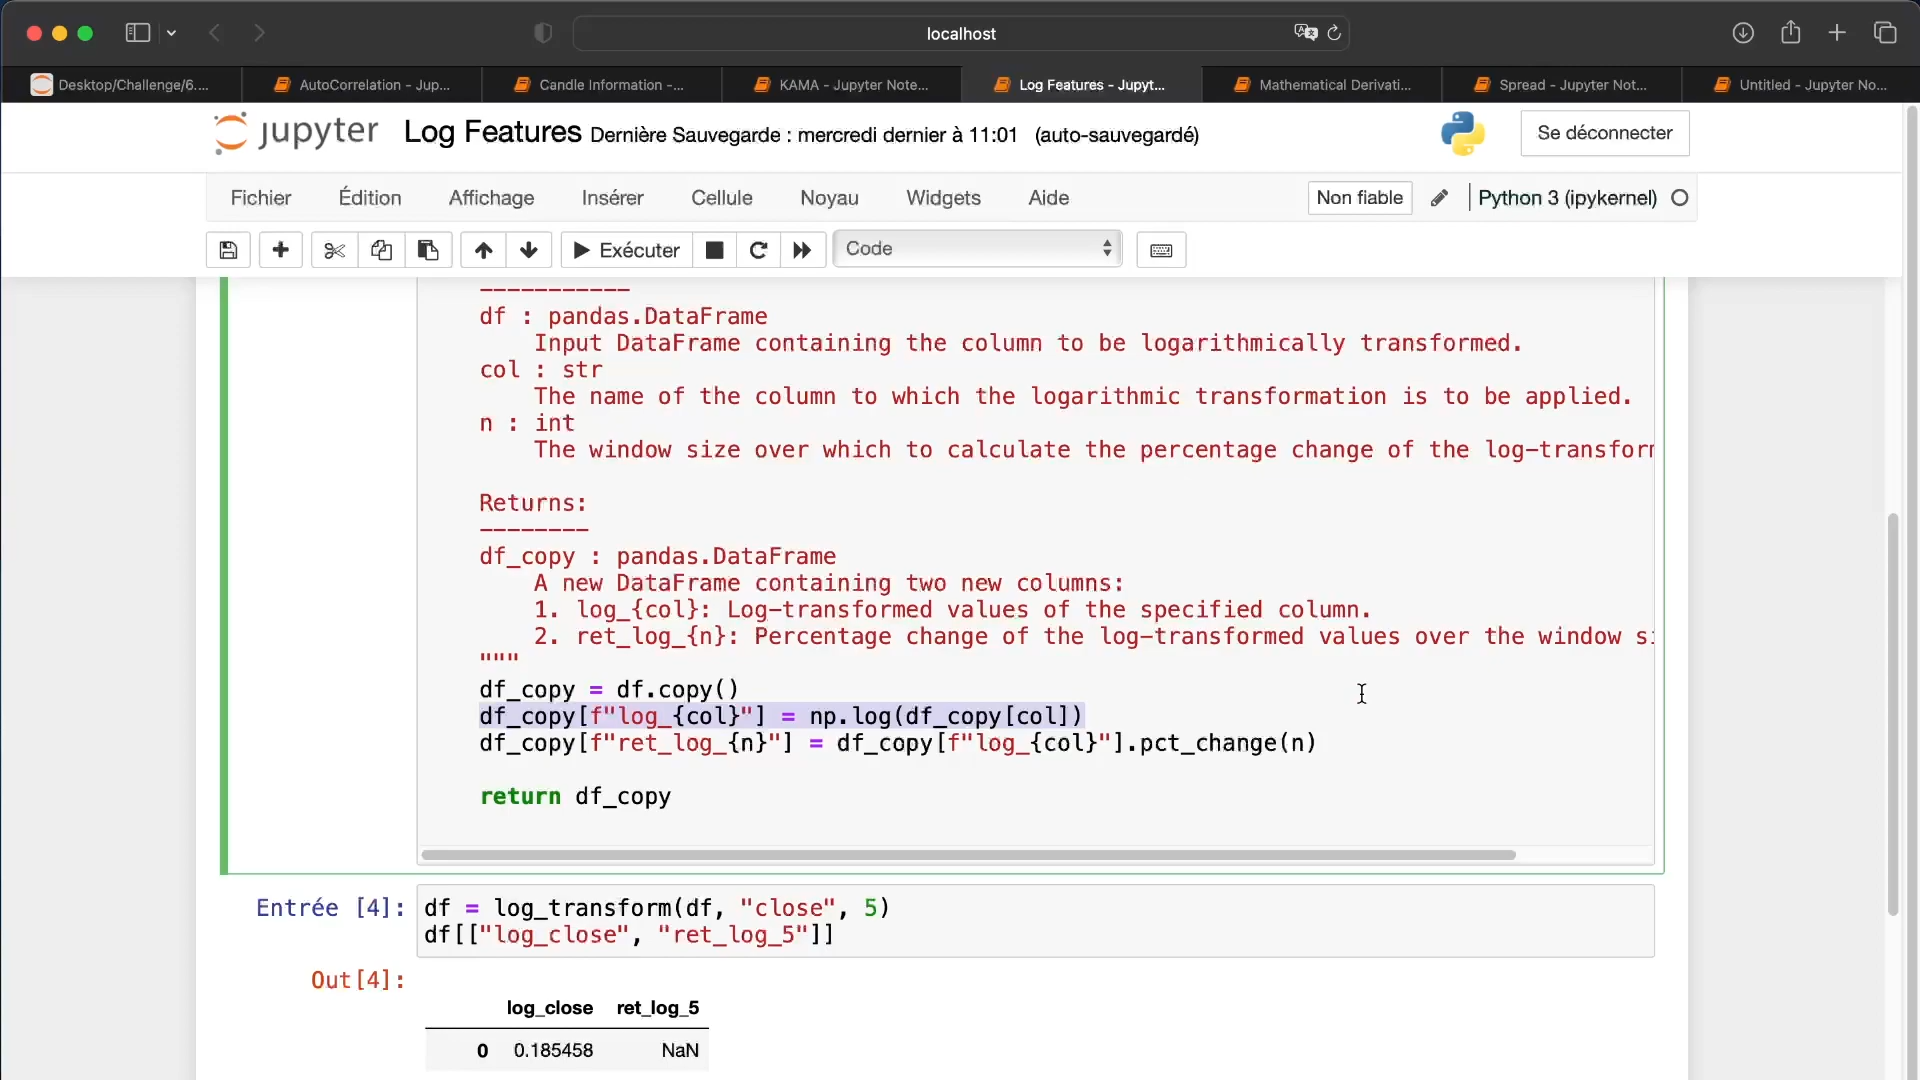 localhost
Desktop/Challenge/6....
AutoCorrelation - Jup...
Candle Information -...
KAMA - Jupyter Note...
Log Features - Jupyt...
Mathematical Derivati...
Spread - Jupyter Not...
Untitled - Jupyter No...
jupyter Log Features Dernière Sauvegarde : mercredi dernier à 11:01 (auto-sauvegardé)
Se déconnecter
Fichier Édition Affichage Insérer Cellule Noyau Widgets Aide Non fiable Python 3 (ipykernel)
Exécuter Code
-----------
df : pandas.DataFrame
Input DataFrame containing the column to be logarithmically transformed.
col : str
The name of the column to which the logarithmic transformation is to be applied.
n : int
The window size over which to calculate the percentage change of the log-transfor
Returns:
--------
df_copy : pandas.DataFrame
A new DataFrame containing two new columns:
1. log_{col}: Log-transformed values of the specified column.
2. ret_log_{n}: Percentage change of the log-transformed values over the window si
"""
df_copy = df.copy()
df_copy[f"log_{col}"] = np.log(df_copy[col])
df_copy[f"ret_log_{n}"] = df_copy[f"log_{col}"].pct_change(n)
return df_copy
Entrée [4]: df = log_transform(df, "close", 5)
df[["log_close", "ret_log_5"]]
Out[4]:
log_close ret_log_5
0 0.185458 NaN